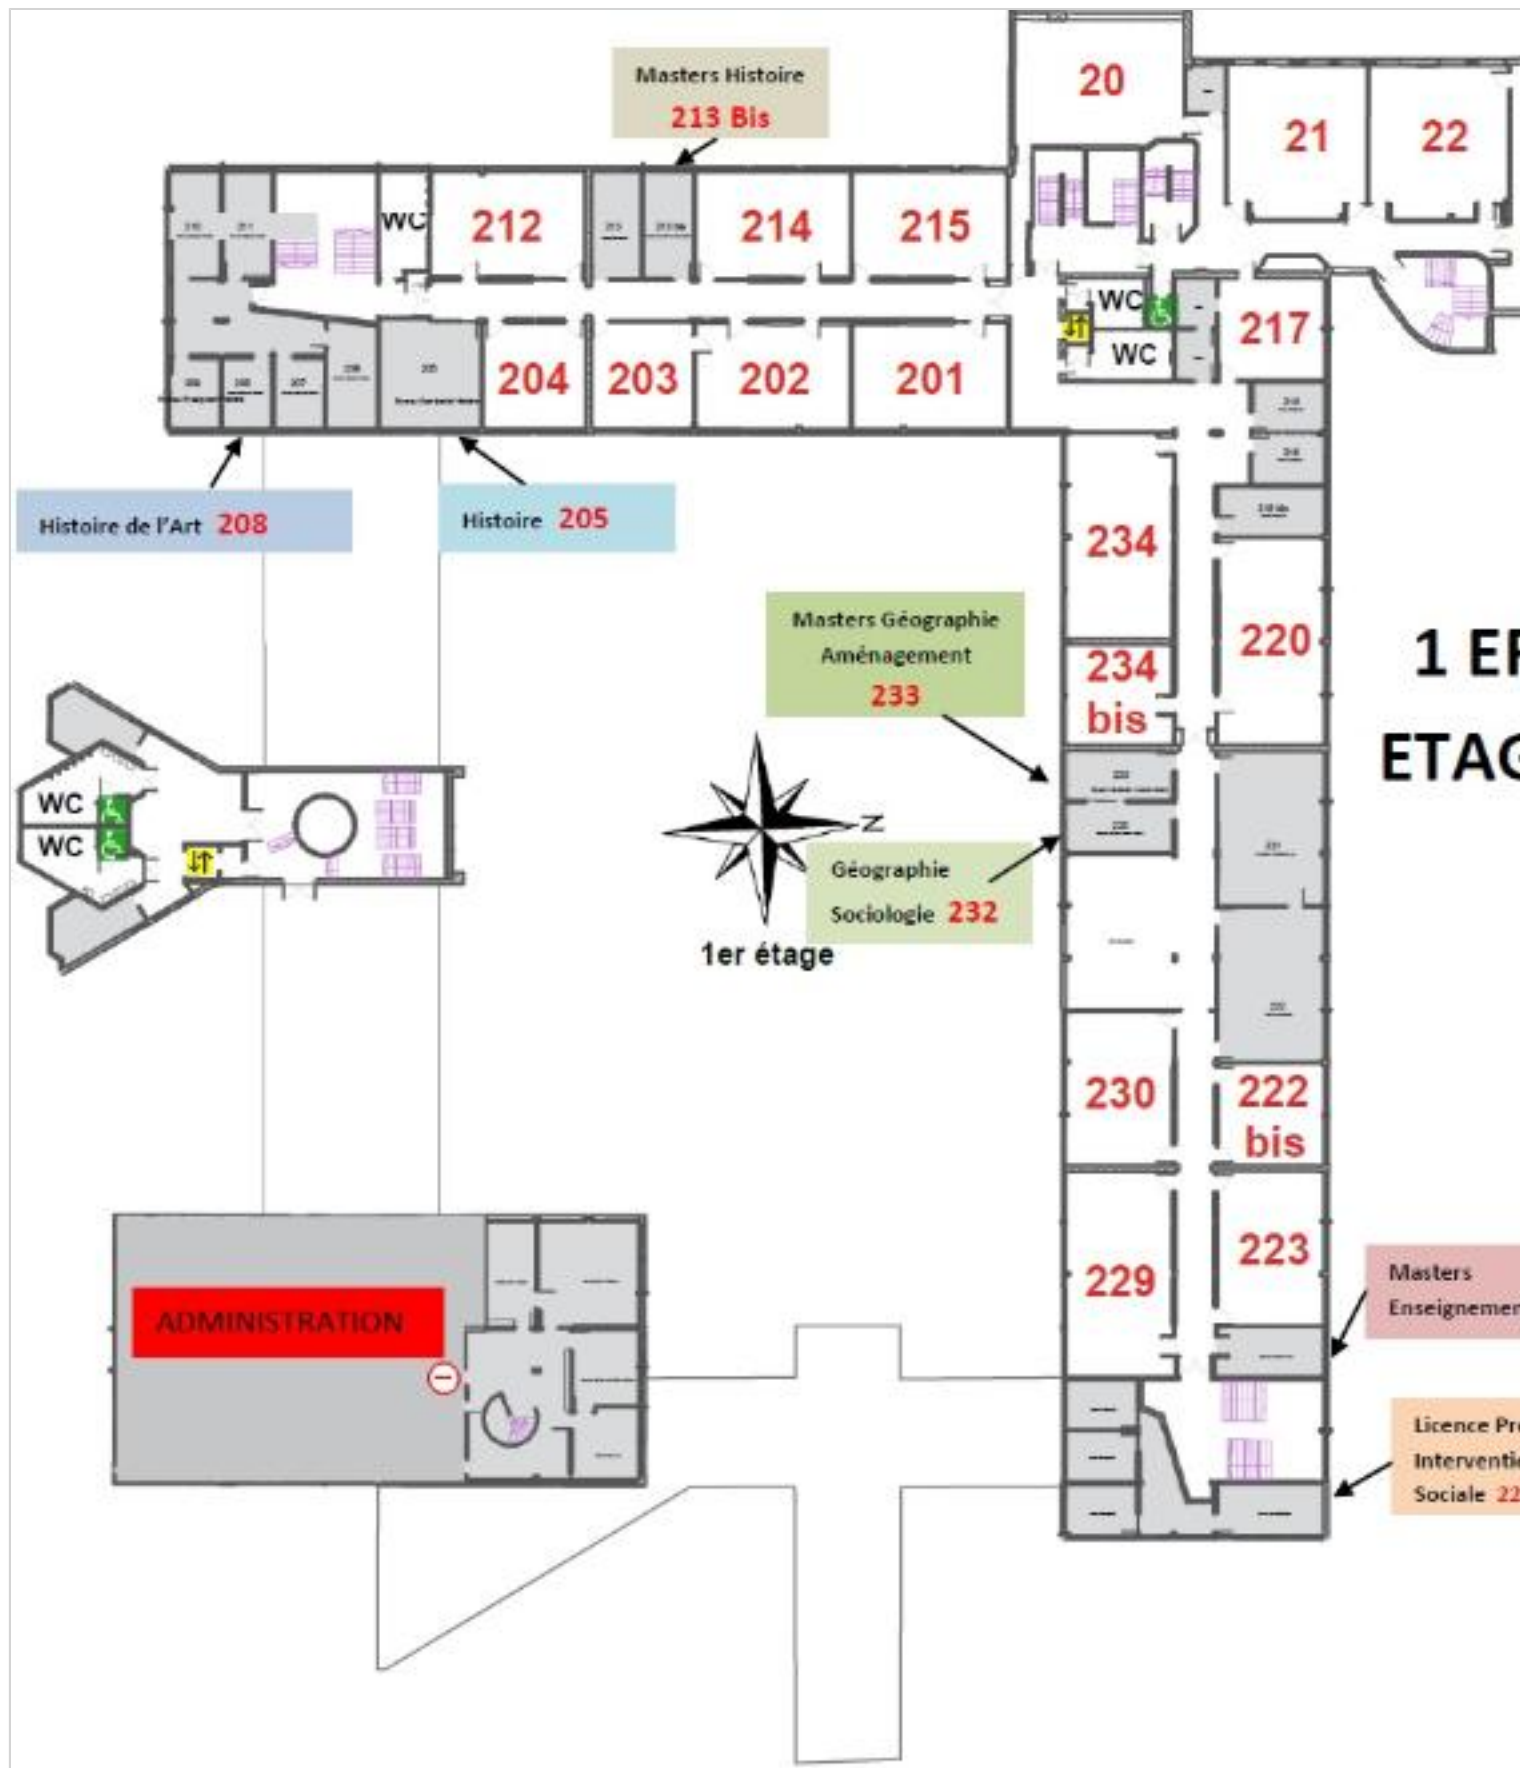 Masters Histoire
213 Bis
20
21
22
WC
212
214
215
WC
WC
217
204
203
202
201
Histoire de l'Art 208
Histoire 205
234
220
234
bis
Masters Géographie
Aménagement
233
1 ER
ETAG
N
Géographie
Sociologie 232
1er étage
WC
WC
230
222
bis
229
223
Masters
Enseignemen
ADMINISTRATION
Licence Pro
Interventio
Sociale 22